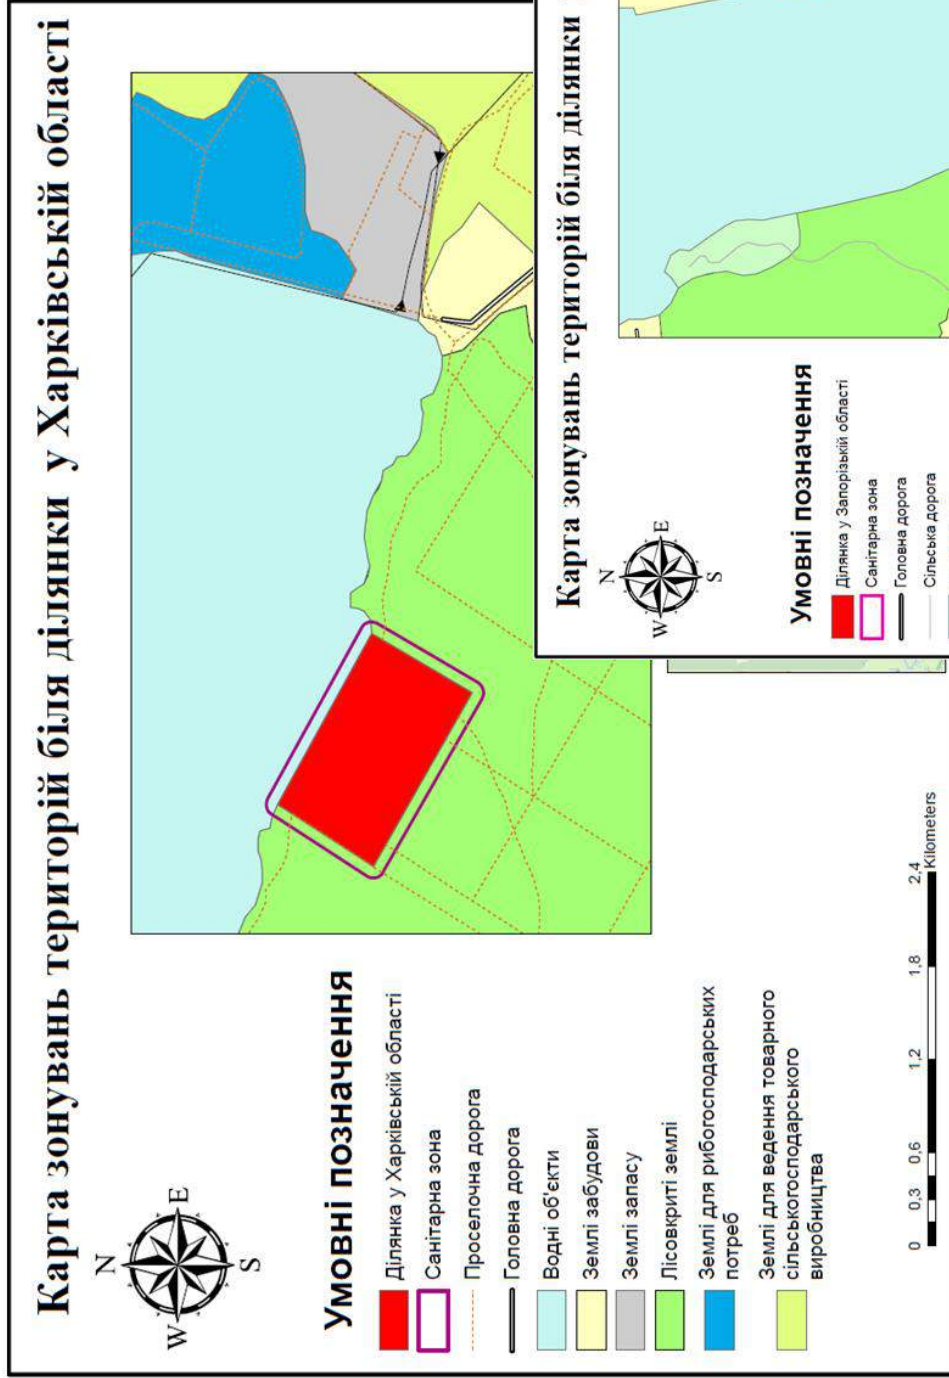 Карта зонувань територій біля ділянки у Харківській області
N
W
E
S
Умовні позначення
Ділянка у Харківській області
Санітарна зона
Проселочна дорога
Головна дорога
Водні об'єкти
Землі забудови
Землі запасу
Лісовкриті землі
Землі для рибогосподарських
потреб
Землі для ведення товарного
сільськогосподарського
виробництва
0 0,3 0,6 1,2 1,8 2,4
Kilometers
Карта зонувань територій біля ділянки
N
W
E
S
Умовні позначення
Ділянка у Запорізькій області
Санітарна зона
Головна дорога
Сільська дорога